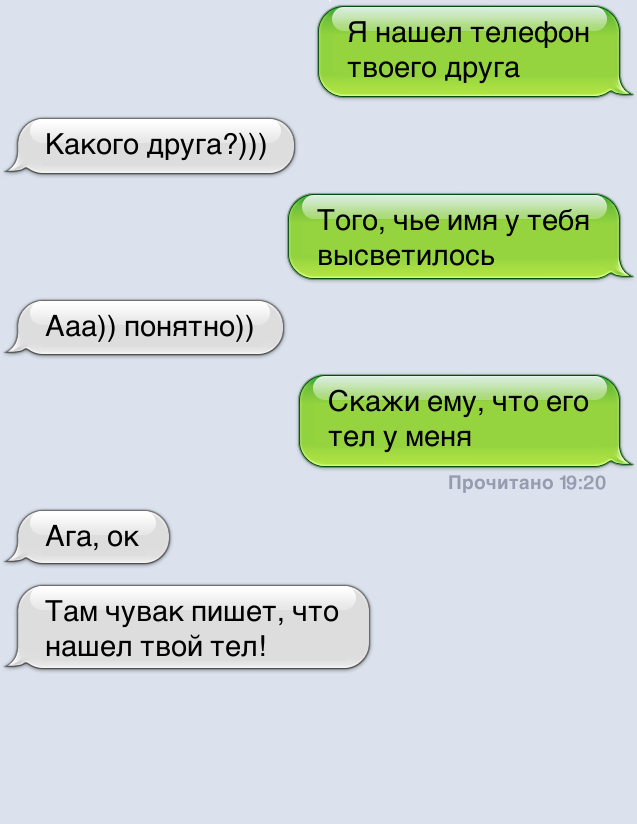 Я нашел телефон
твоего друга
Какого друга?)))
Того, чье имя у тебя
высветилось
Ааа)) понятно))
Скажи ему, что его
тел у меня
Прочитано 19:20
Ага, ок
Там чувак пишет, что
нашел твой тел!